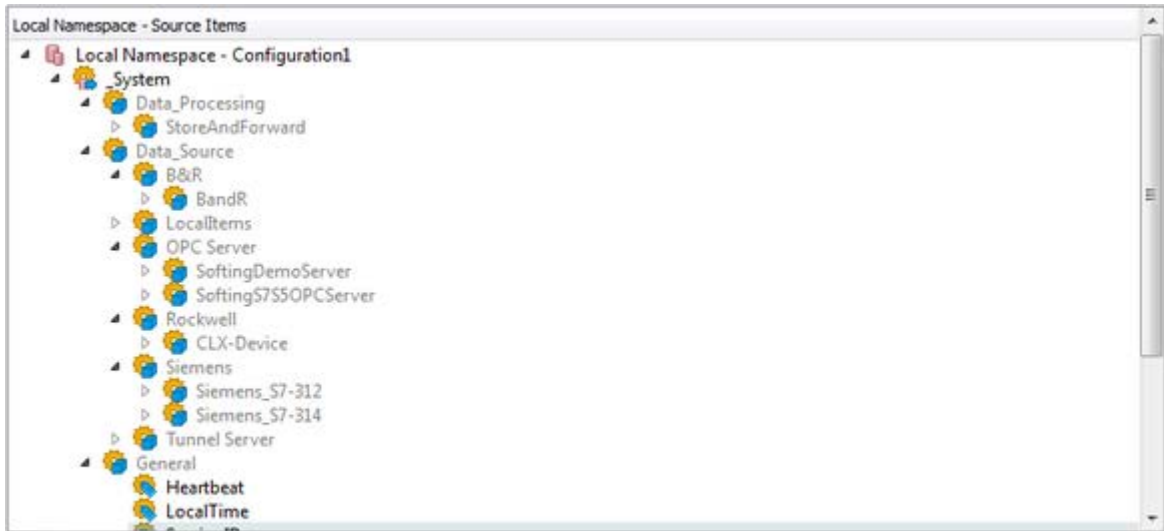 Local Namespace - Source Items
Local Namespace - Configuration1
_System
Data_Processing
StoreAndForward
Data_Source
B&R
BandR
LocalItems
OPC Server
SoftingDemoServer
SoftingS7S5OPCServer
Rockwell
CLX-Device
Siemens
Siemens_S7-312
Siemens_S7-314
Tunnel Server
General
Heartbeat
LocalTime